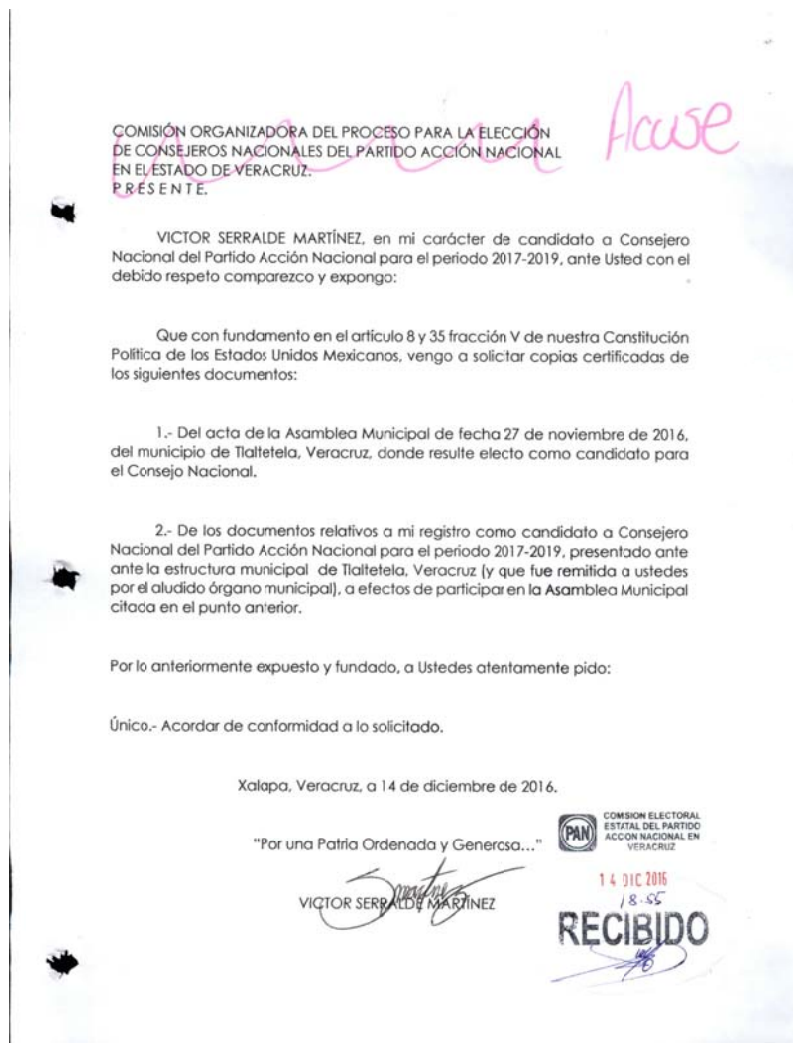 Acuse
COMISIÓN ORGANIZADORA DEL PROCESO PARA LA ELECCIÓN
DE CONSEJEROS NACIONALES DEL PARTIDO ACCIÓN NACIONAL
EN EL ESTADO DE VERACRUZ.
P R E S E N T E.
VICTOR SERRALDE MARTÍNEZ, en mi carácter de candidato a Consejero
Nacional del Partido Acción Nacional para el periodo 2017-2019, ante Usted con el
debido respeto comparezco y expongo:
Que con fundamento en el artículo 8 y 35 fracción V de nuestra Constitución
Política de los Estados Unidos Mexicanos, vengo a solictar copias certificadas de
los siguientes documentos:
1.- Del acta de la Asamblea Municipal de fecha 27 de noviembre de 2016,
del municipio de Tlaltetela, Veracruz, donde resulte electo como candidato para
el Consejo Nacional.
2.- De los documentos relativos a mi registro como candidato a Consejero
Nacional del Partido Acción Nacional para el periodo 2017-2019, presentado ante
ante la estructura municipal de Tlaltetela, Veracruz (y que fue remitida a ustedes
por el aludido órgano municipal), a efectos de participar en la Asamblea Municipal
citada en el punto anterior.
Por lo anteriormente expuesto y fundado, a Ustedes atentamente pido:
Único.- Acordar de conformidad a lo solicitado.
Xalapa, Veracruz, a 14 de diciembre de 2016.
"Por una Patria Ordenada y Generosa..."
VICTOR SERRALDE MARTÍNEZ
PAN
COMSION ELECTORAL
ESTATAL DEL PARTIDO
ACCON NACIONAL EN
VERACRUZ
14 DIC 2016
18:55
RECIBIDO